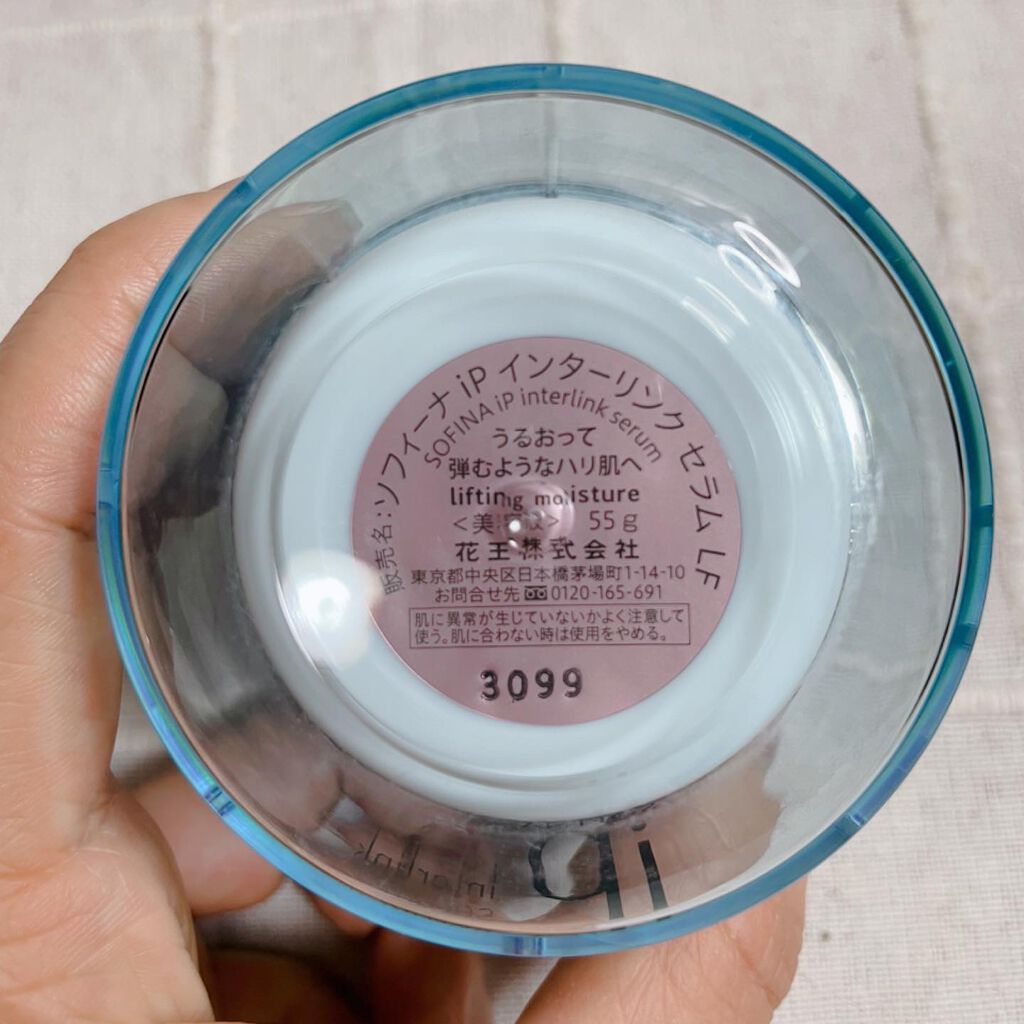 販売名:ソフィーナ iP インターリンク セラム LF
SOFINA iP interlink serum
うるおって
弾むようなハリ肌へ
lifting moisture
<美容液> 55g
花王株式会社
東京都中央区日本橋茅場町1-14-10
お問合せ先 0120-165-691
肌に異常が生じていないかよく注意して
使う。肌に合わない時は使用をやめる。
3099
iP
interlink